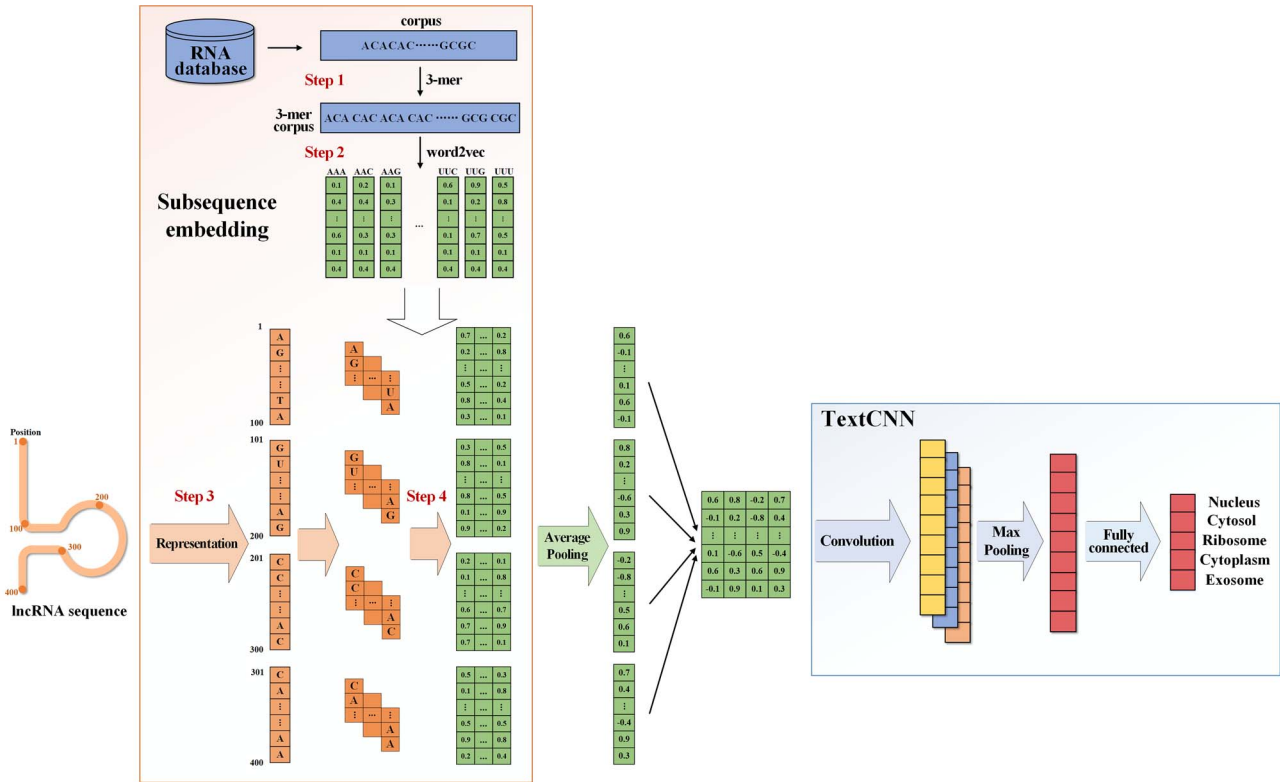 corpus
RNA
database
ACACAC······GCGC
Step 1
3-mer
3-mer
corpus
ACA CAC ACA CAC ······ GCG CGC
Step 2
word2vec
AAA AAC AAG UUC UUG UUU
0.1 0.2 0.1 0.6 0.9 0.5
0.4 0.4 0.3 0.1 0.2 0.8
⋮ ⋮ ⋮ ⋮ ⋮ ⋮
0.6 0.3 0.3 ... 0.1 0.7 0.5
0.1 0.1 0.1 0.1 0.1 0.1
0.4 0.4 0.4 0.4 0.4 0.4
Subsequence
embedding
Position
1
100
200
300
400
lncRNA sequence
Step 3
Representation
1
A
G
⋮
⋮
T
A
100
101
G
U
⋮
⋮
A
G
200
201
C
C
⋮
⋮
A
C
300
301
C
A
⋮
⋮
A
A
400
A
G
⋮ ... ⋮
U
A
G
U
⋮ ... ⋮
A
G
C
C
⋮ ... ⋮
A
C
C
A
⋮ ... ⋮
A
A
Step 4
0.7 ... 0.2
0.2 ... 0.8
⋮ ... ⋮
0.5 ... 0.2
0.8 ... 0.4
0.3 ... 0.1
0.3 ... 0.5
0.8 ... 0.1
⋮ ... ⋮
0.8 ... 0.5
0.1 ... 0.9
0.9 ... 0.2
0.2 ... 0.1
0.1 ... 0.8
⋮ ... ⋮
0.6 ... 0.7
0.7 ... 0.9
0.7 ... 0.1
0.5 ... 0.3
0.1 ... 0.8
⋮ ... ⋮
0.5 ... 0.5
0.9 ... 0.8
0.2 ... 0.4
Average
Pooling
0.6
-0.1
⋮
0.1
0.6
-0.1
0.8
0.2
⋮
-0.6
0.3
0.9
-0.2
-0.8
⋮
0.5
0.6
0.1
0.7
0.4
⋮
-0.4
0.9
0.3
0.6 0.8 -0.2 0.7
-0.1 0.2 -0.8 0.4
⋮ ⋮ ⋮ ⋮
0.1 -0.6 0.5 -0.4
0.6 0.3 0.6 0.9
-0.1 0.9 0.1 0.3
TextCNN
Convolution
Max
Pooling
Fully
connected
Nucleus
Cytosol
Ribosome
Cytoplasm
Exosome